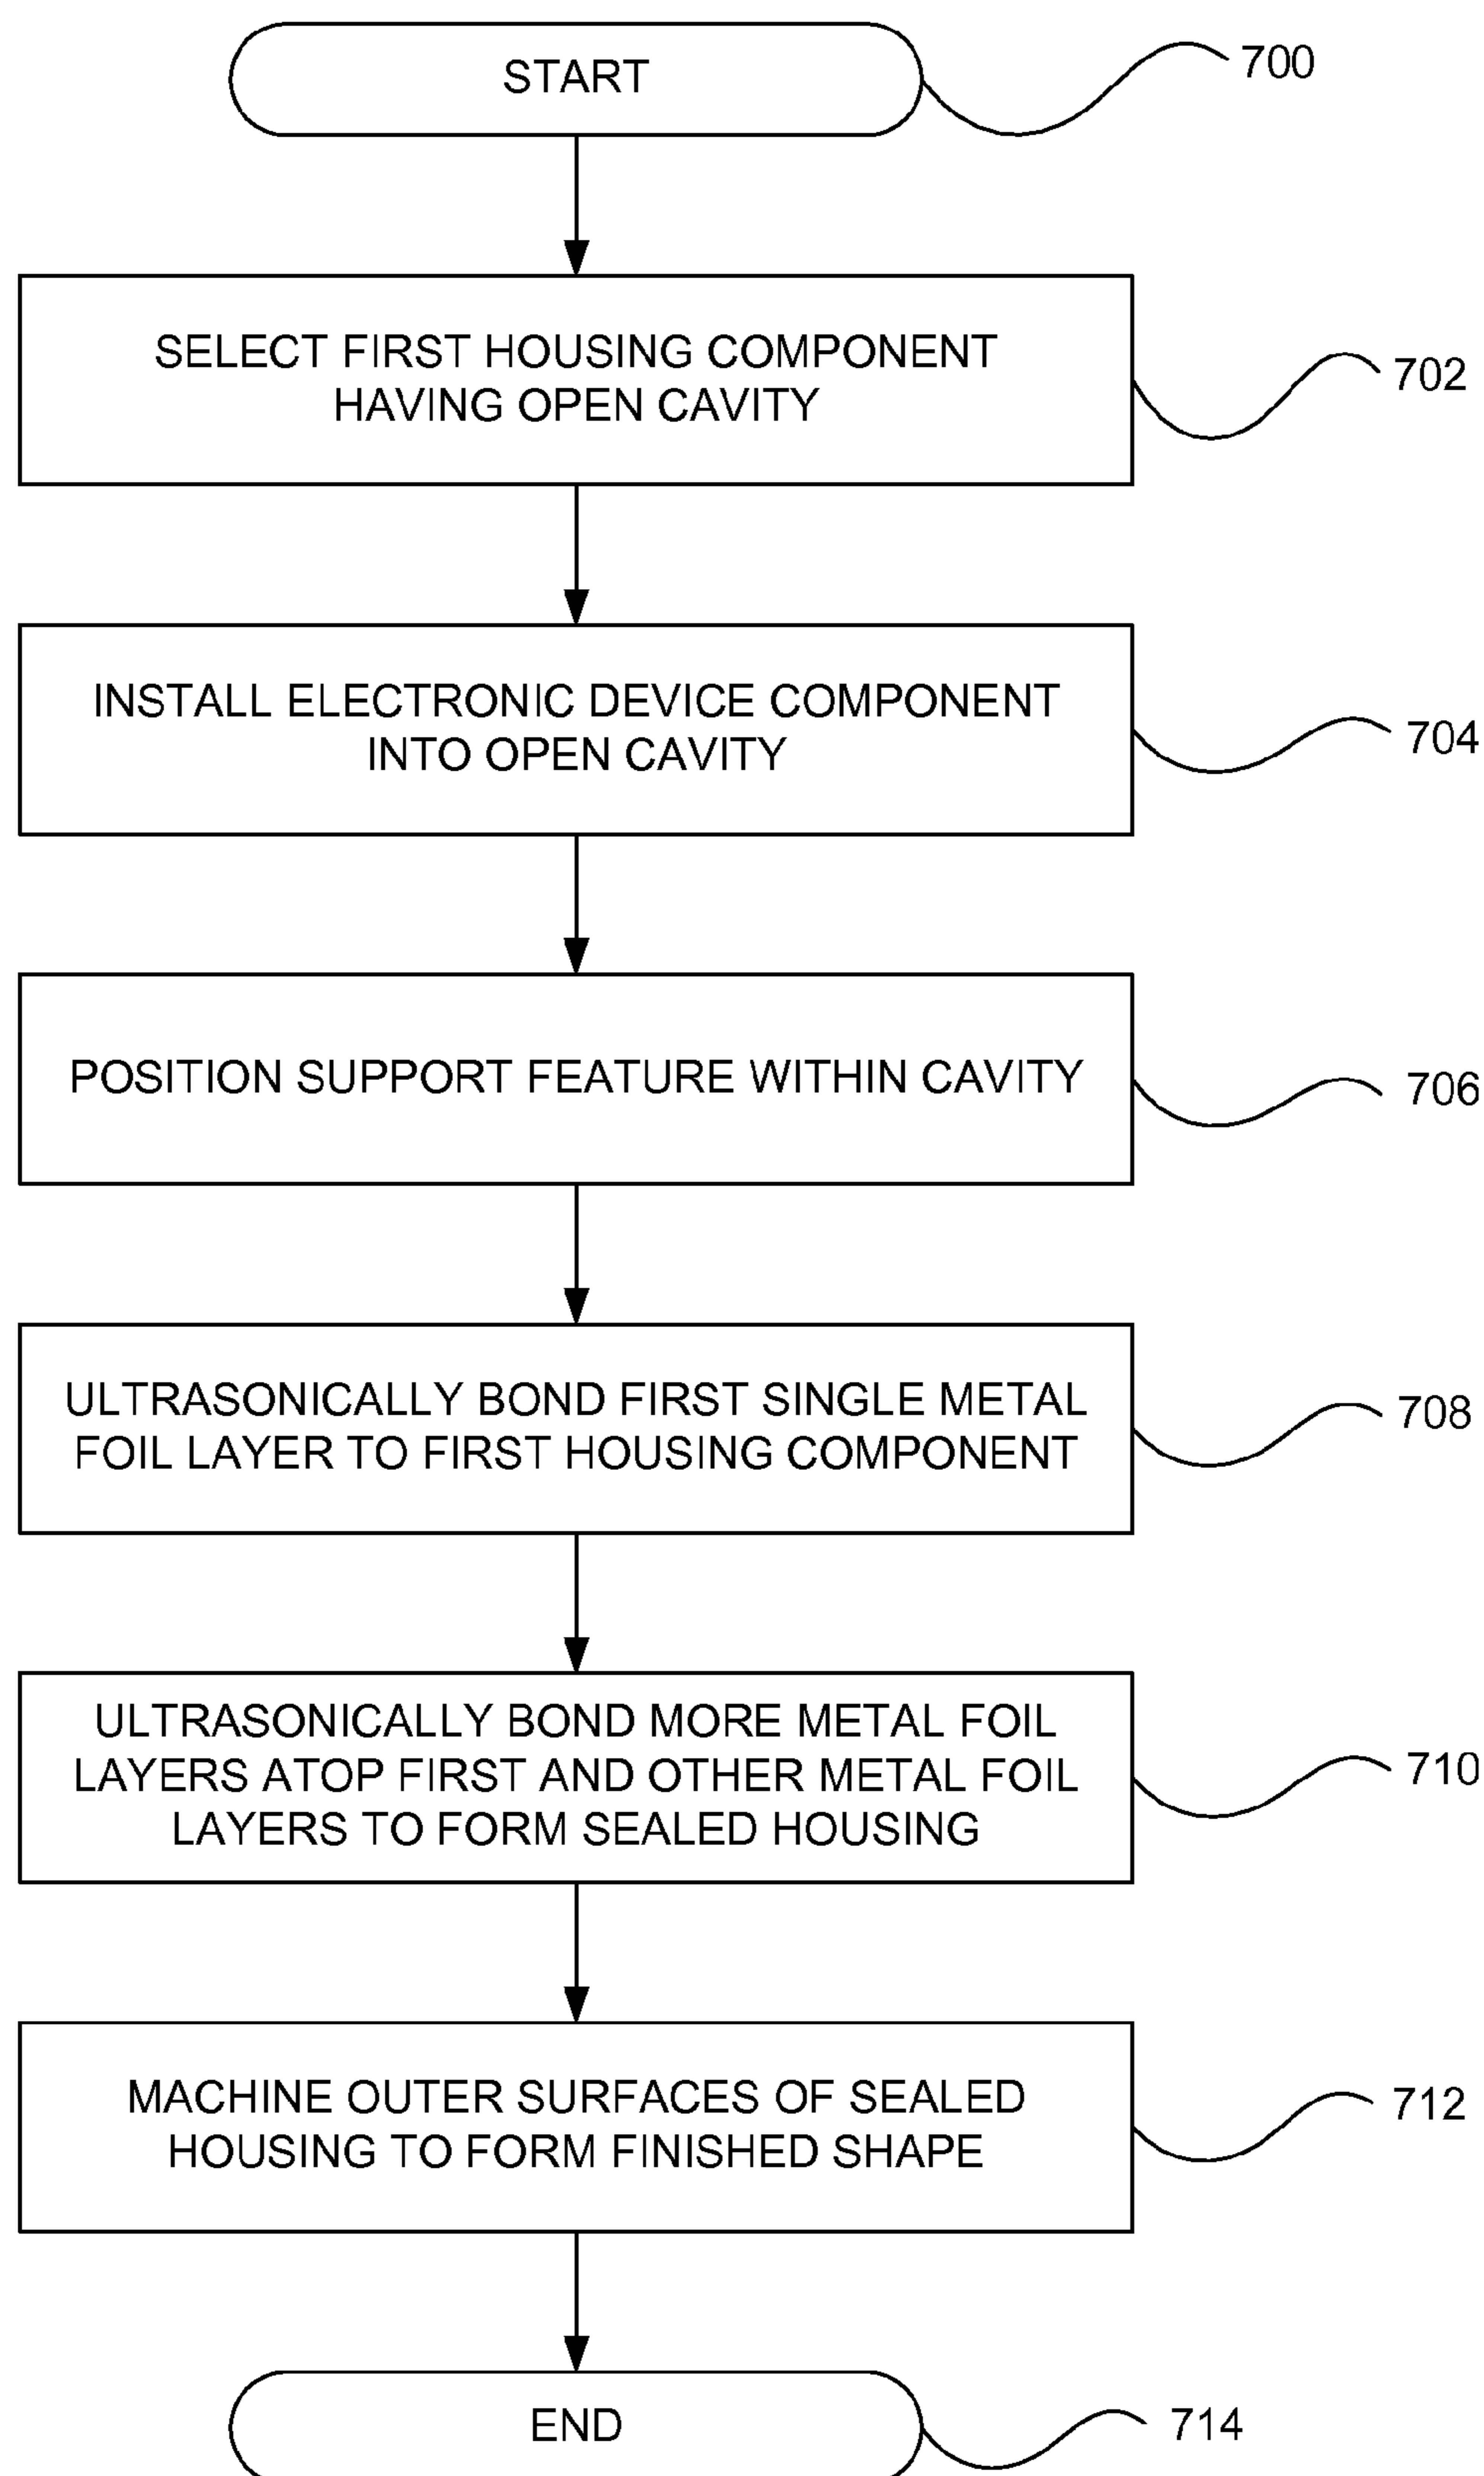 START
700
SELECT FIRST HOUSING COMPONENT
HAVING OPEN CAVITY
702
INSTALL ELECTRONIC DEVICE COMPONENT
INTO OPEN CAVITY
704
POSITION SUPPORT FEATURE WITHIN CAVITY
706
ULTRASONICALLY BOND FIRST SINGLE METAL
FOIL LAYER TO FIRST HOUSING COMPONENT
708
ULTRASONICALLY BOND MORE METAL FOIL
LAYERS ATOP FIRST AND OTHER METAL FOIL
LAYERS TO FORM SEALED HOUSING
710
MACHINE OUTER SURFACES OF SEALED
HOUSING TO FORM FINISHED SHAPE
712
END
714